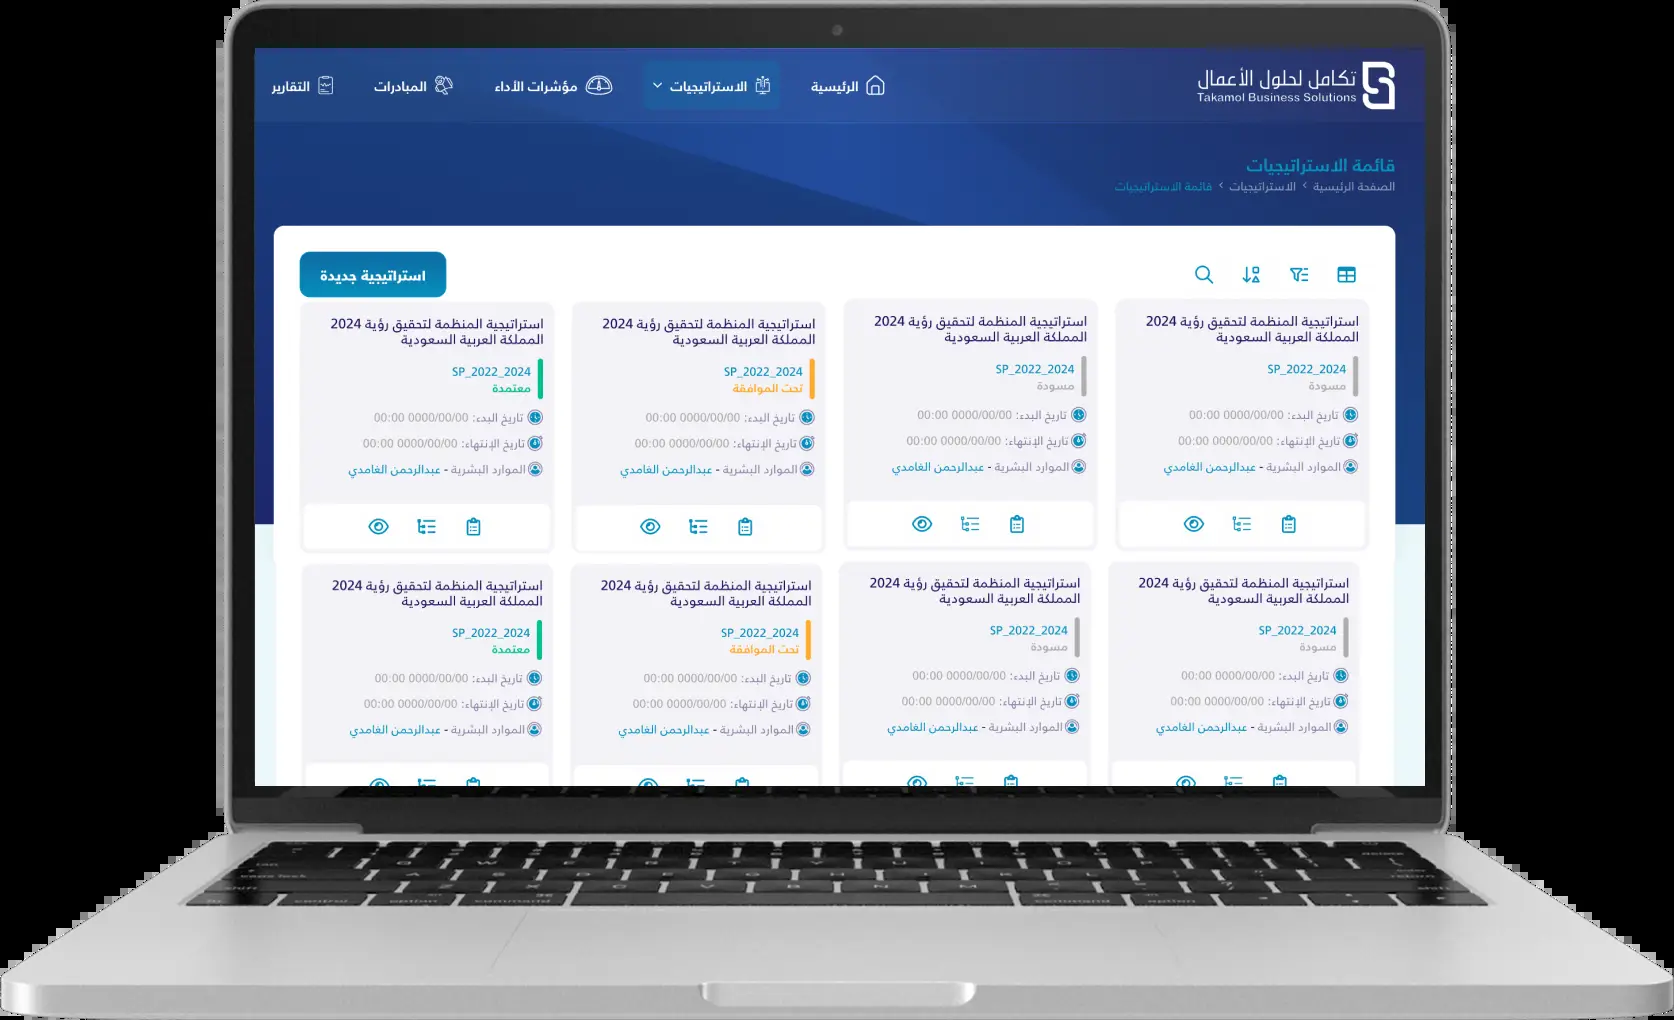 تكامل لحلول الأعمال
Takamol Business Solutions
الرئيسية
الاستراتيجيات
مؤشرات الأداء
المبادرات
التقارير
قائمة الاستراتيجيات
الصفحة الرئيسية › الاستراتيجيات › قائمة الاستراتيجيات
استراتيجية جديدة
استراتيجية المنظمة لتحقيق رؤية 2024
المملكة العربية السعودية
SP_2022_2024
مسودة
تاريخ البدء: 00/00/0000 00:00
تاريخ الإنتهاء: 00/00/0000 00:00
الموارد البشرية - عبدالرحمن الغامدي
استراتيجية المنظمة لتحقيق رؤية 2024
المملكة العربية السعودية
SP_2022_2024
مسودة
تاريخ البدء: 00/00/0000 00:00
تاريخ الإنتهاء: 00/00/0000 00:00
الموارد البشرية - عبدالرحمن الغامدي
استراتيجية المنظمة لتحقيق رؤية 2024
المملكة العربية السعودية
SP_2022_2024
تحت الموافقة
تاريخ البدء: 00/00/0000 00:00
تاريخ الإنتهاء: 00/00/0000 00:00
الموارد البشرية - عبدالرحمن الغامدي
استراتيجية المنظمة لتحقيق رؤية 2024
المملكة العربية السعودية
SP_2022_2024
معتمدة
تاريخ البدء: 00/00/0000 00:00
تاريخ الإنتهاء: 00/00/0000 00:00
الموارد البشرية - عبدالرحمن الغامدي
استراتيجية المنظمة لتحقيق رؤية 2024
المملكة العربية السعودية
SP_2022_2024
مسودة
تاريخ البدء: 00/00/0000 00:00
تاريخ الإنتهاء: 00/00/0000 00:00
الموارد البشرية - عبدالرحمن الغامدي
استراتيجية المنظمة لتحقيق رؤية 2024
المملكة العربية السعودية
SP_2022_2024
مسودة
تاريخ البدء: 00/00/0000 00:00
تاريخ الإنتهاء: 00/00/0000 00:00
الموارد البشرية - عبدالرحمن الغامدي
استراتيجية المنظمة لتحقيق رؤية 2024
المملكة العربية السعودية
SP_2022_2024
تحت الموافقة
تاريخ البدء: 00/00/0000 00:00
تاريخ الإنتهاء: 00/00/0000 00:00
الموارد البشرية - عبدالرحمن الغامدي
استراتيجية المنظمة لتحقيق رؤية 2024
المملكة العربية السعودية
SP_2022_2024
معتمدة
تاريخ البدء: 00/00/0000 00:00
تاريخ الإنتهاء: 00/00/0000 00:00
الموارد البشرية - عبدالرحمن الغامدي